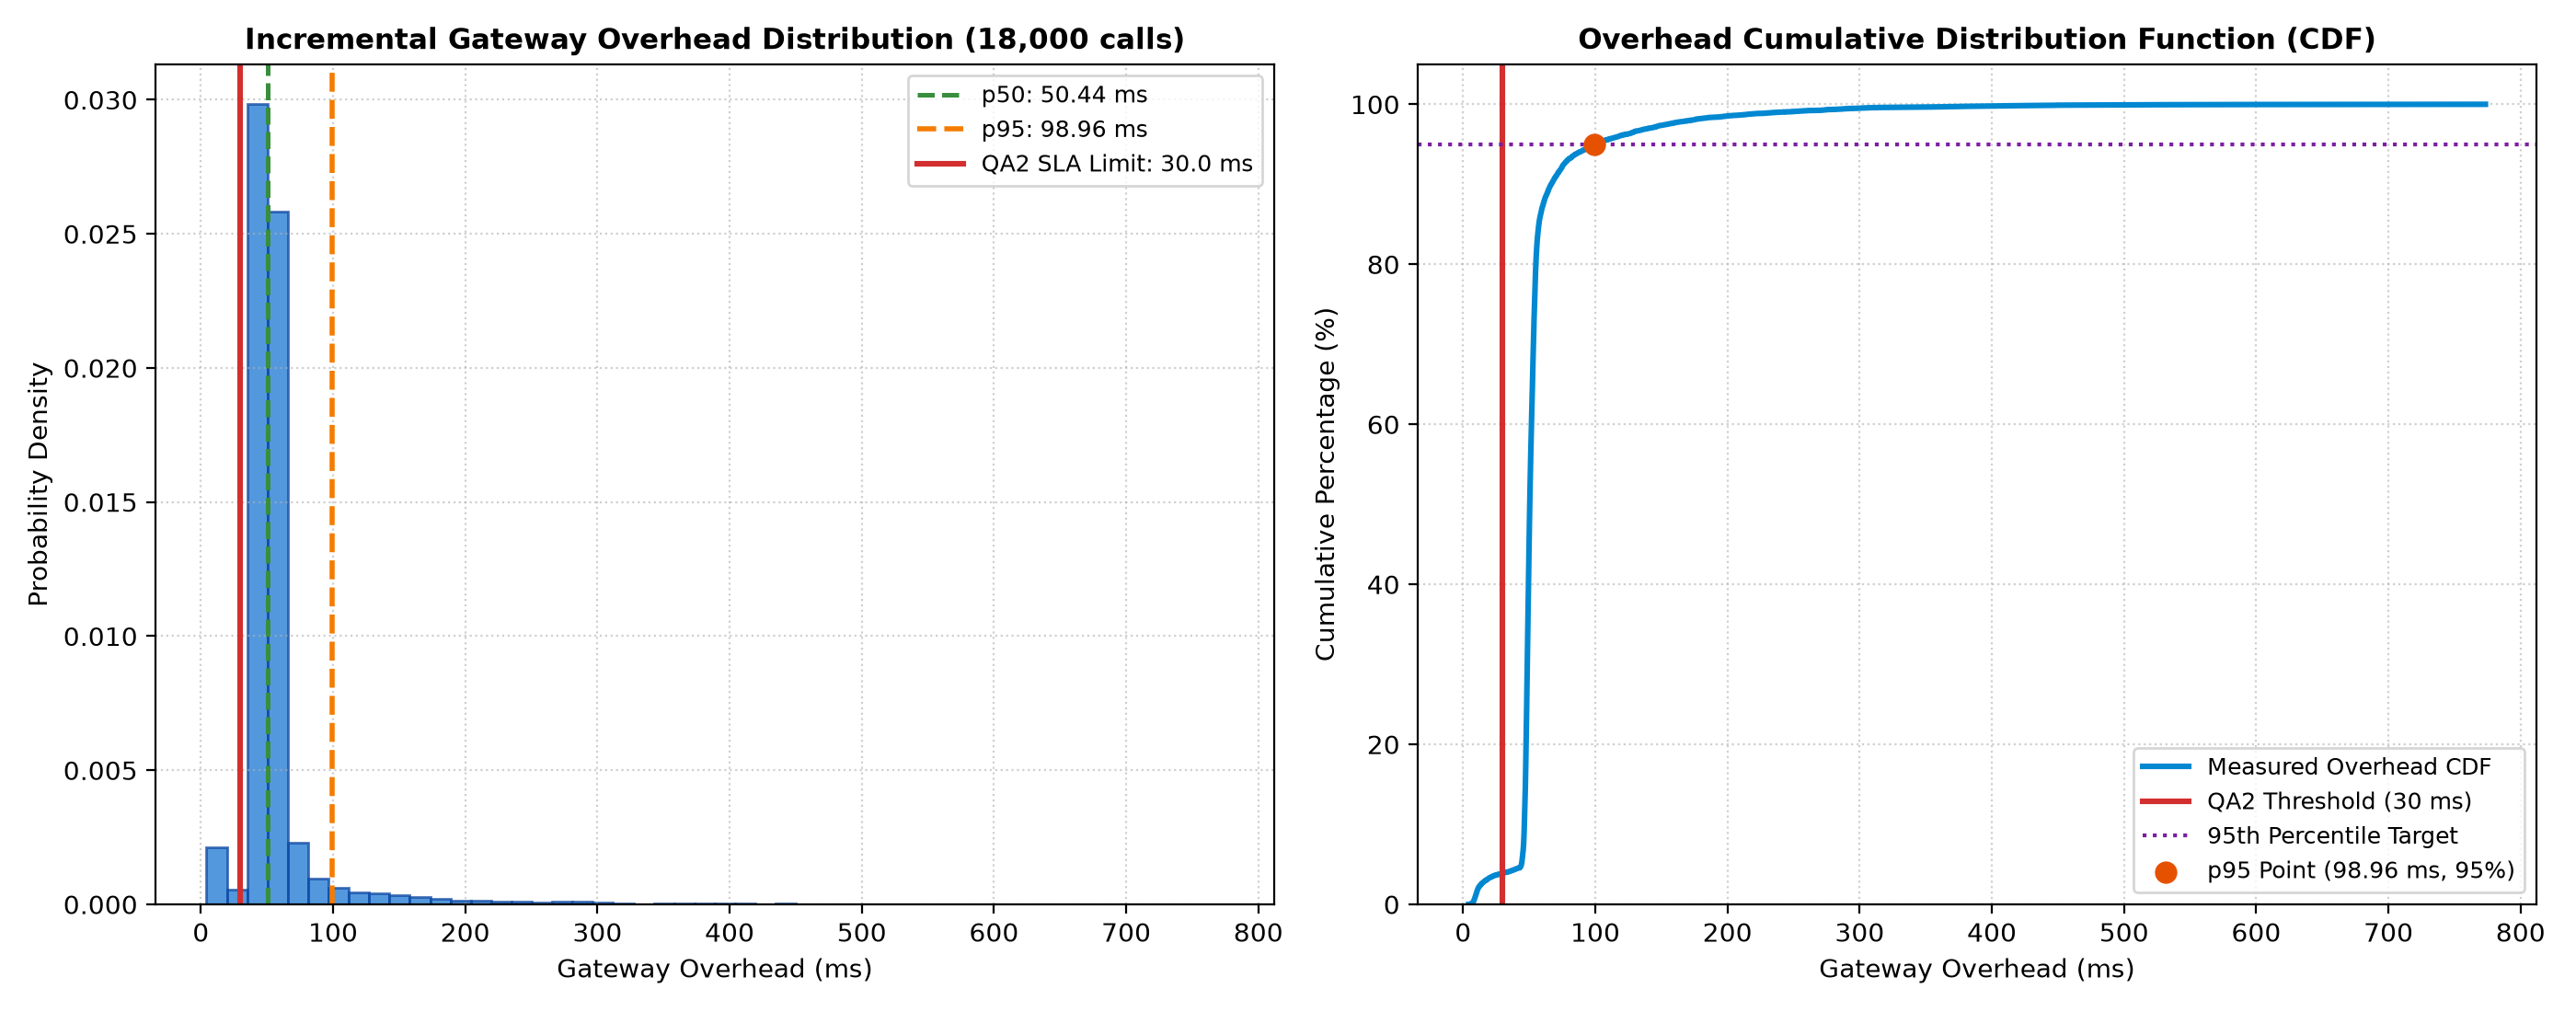 Incremental Gateway Overhead Distribution (18,000 calls)
p50: 50.44 ms
p95: 98.96 ms
QA2 SLA Limit: 30.0 ms
Probability Density
0.030
0.025
0.020
0.015
0.010
0.005
0.000
0 100 200 300 400 500 600 700 800
Gateway Overhead (ms)
Overhead Cumulative Distribution Function (CDF)
Cumulative Percentage (%)
100
80
60
40
20
0
Measured Overhead CDF
QA2 Threshold (30 ms)
95th Percentile Target
p95 Point (98.96 ms, 95%)
0 100 200 300 400 500 600 700 800
Gateway Overhead (ms)